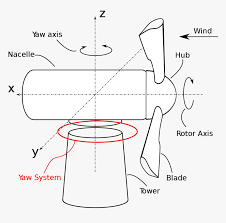 z
Yaw axis
Wind
Nacelle
Hub
x
Rotor Axis
y
Yaw System
Blade
Tower